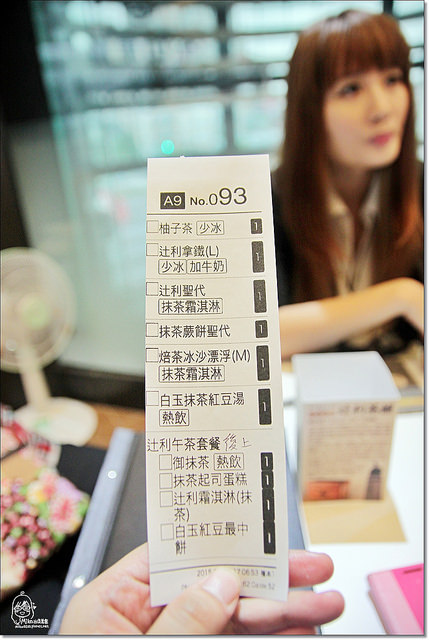 A9 No.093
柚子茶 少冰 1
辻利拿鐵(L) 1
少冰 加牛奶
辻利聖代 1
抹茶霜淇淋
抹茶蕨餅聖代 1
焙茶冰沙漂浮(M) 1
抹茶霜淇淋
白玉抹茶紅豆湯 1
熱飲
辻利午茶套餐 後上
御抹茶 熱飲 1
抹茶起司蛋糕 1
辻利霜淇淋(抹 1
茶)
白玉紅豆最中 1
餅